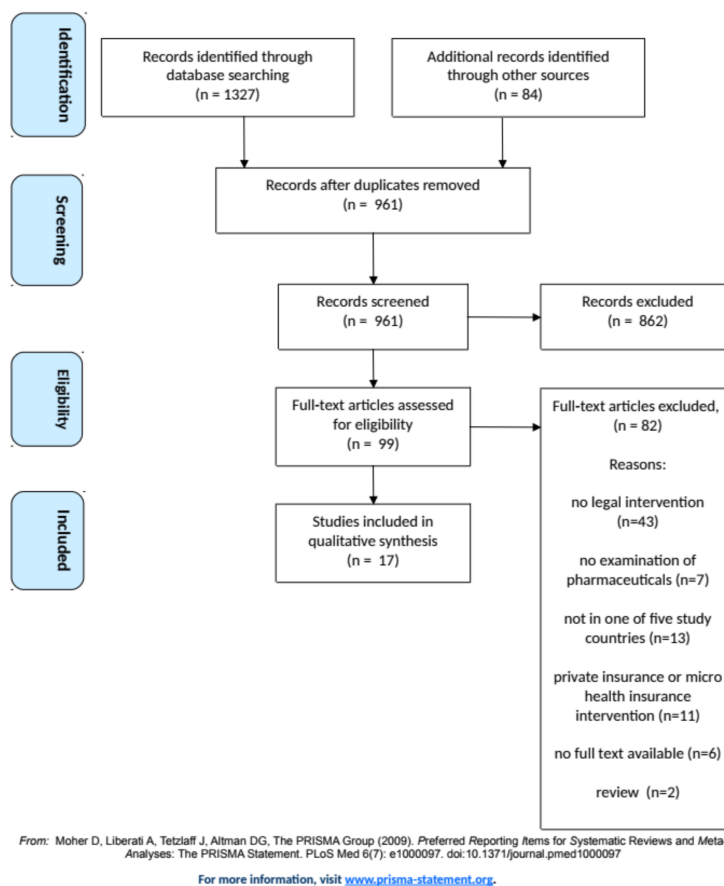 Identification
Records identified through
database searching
(n = 1327)
Additional records identified
through other sources
(n = 84)
Screening
Records after duplicates removed
(n = 961)
Records screened
(n = 961)
Records excluded
(n = 862)
Eligibility
Full-text articles assessed
for eligibility
(n = 99)
Full-text articles excluded,
(n = 82)
Reasons:
no legal intervention
(n=43)
no examination of
pharmaceuticals (n=7)
not in one of five study
countries (n=13)
private insurance or micro
health insurance
intervention (n=11)
no full text available (n=6)
review (n=2)
Included
Studies included in
qualitative synthesis
(n = 17)
From: Moher D, Liberati A, Tetzlaff J, Altman DG, The PRISMA Group (2009). Preferred Reporting Items for Systematic Reviews and Meta
Analyses: The PRISMA Statement. PLoS Med 6(7): e1000097. doi:10.1371/journal.pmed1000097
For more information, visit www.prisma-statement.org.